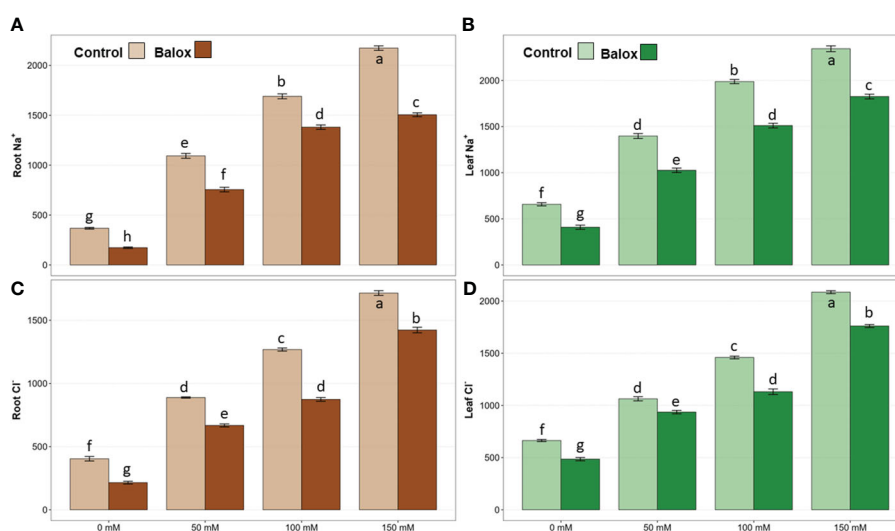 A
Control Balox
Root Na⁺
2000
1500
1000
500
0
g
h
e
f
b
d
a
c
B
Control Balox
Leaf Na⁺
2000
1500
1000
500
0
f
g
d
e
b
d
a
c
C
Root Cl⁻
1500
1000
500
0
f
g
d
e
c
d
a
b
0 mM 50 mM 100 mM 150 mM
D
Leaf Cl⁻
2000
1500
1000
500
0
f
g
d
e
c
d
a
b
0 mM 50 mM 100 mM 150 mM